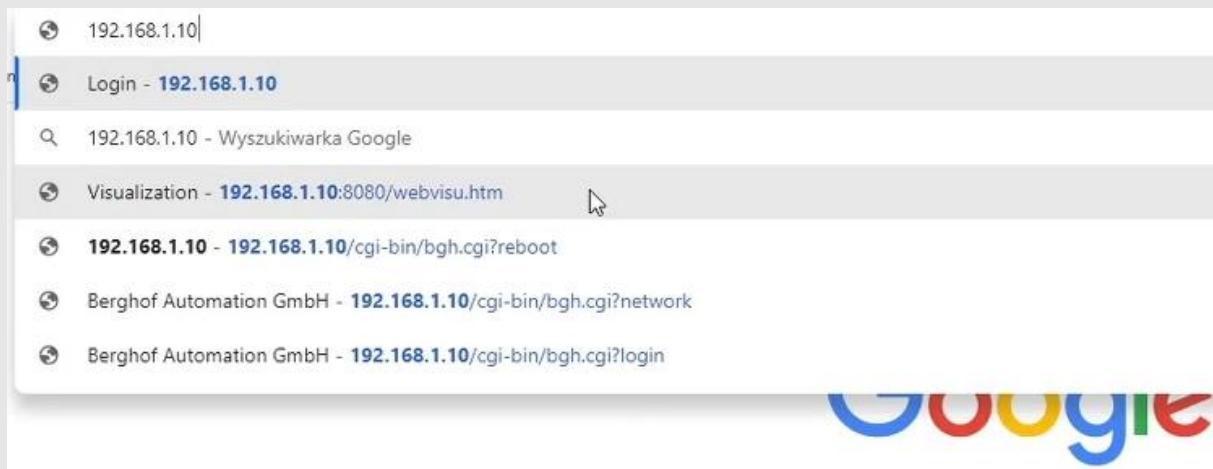 192.168.1.10
Login - 192.168.1.10
192.168.1.10 - Wyszukiwarka Google
Visualization - 192.168.1.10:8080/webvisu.htm
192.168.1.10 - 192.168.1.10/cgi-bin/bgh.cgi?reboot
Berghof Automation GmbH - 192.168.1.10/cgi-bin/bgh.cgi?network
Berghof Automation GmbH - 192.168.1.10/cgi-bin/bgh.cgi?login
Google